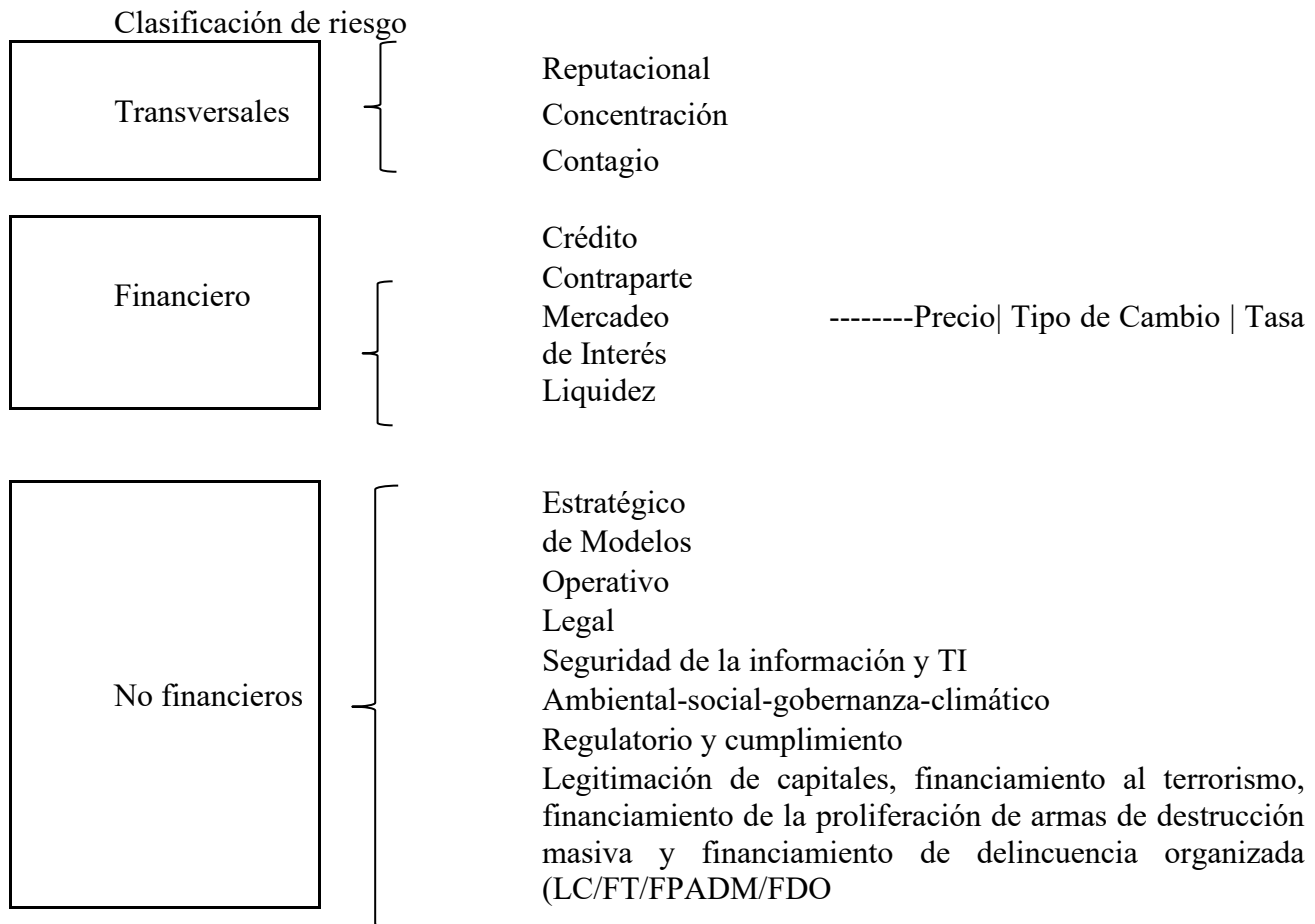 Clasificación de riesgo
Transversales
Reputacional
Concentración
Contagio
Financiero
Crédito
Contraparte
Mercadeo --------Precio| Tipo de Cambio | Tasa
de Interés
Liquidez
No financieros
Estratégico
de Modelos
Operativo
Legal
Seguridad de la información y TI
Ambiental-social-gobernanza-climático
Regulatorio y cumplimiento
Legitimación de capitales, financiamiento al terrorismo,
financiamiento de la proliferación de armas de destrucción
masiva y financiamiento de delincuencia organizada
(LC/FT/FPADM/FDO